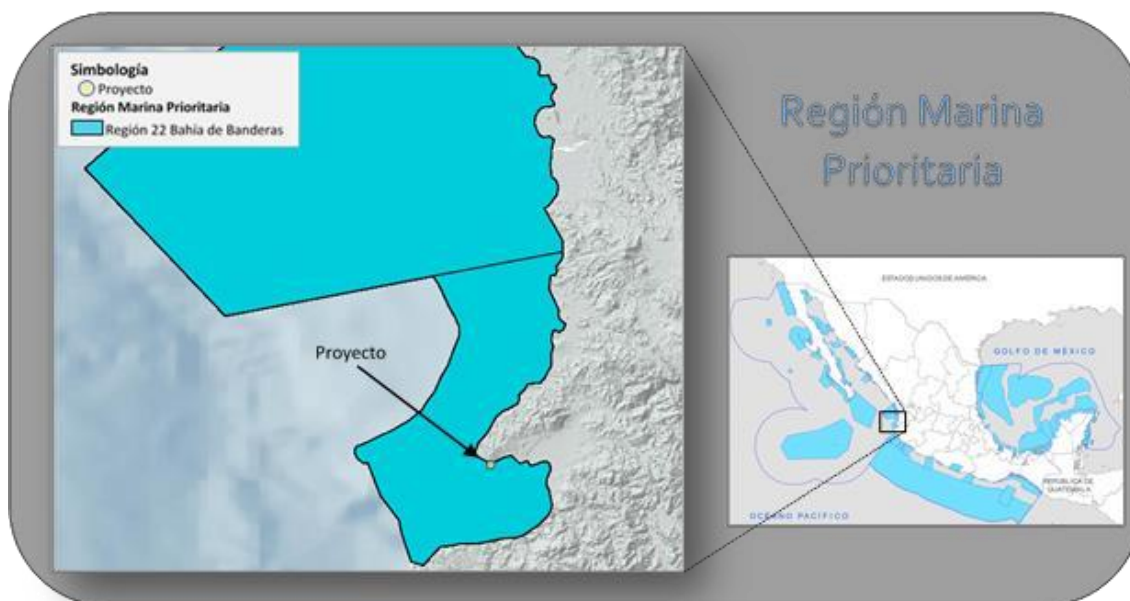 Simbología
Proyecto
Región Marina Prioritaria
Región 22 Bahía de Banderas
Proyecto
Región Marina
Prioritaria
ESTADOS UNIDOS DE AMÉRICA
GOLFO DE MÉXICO
REPÚBLICA DE
GUATEMALA
OCÉANO PACÍFICO